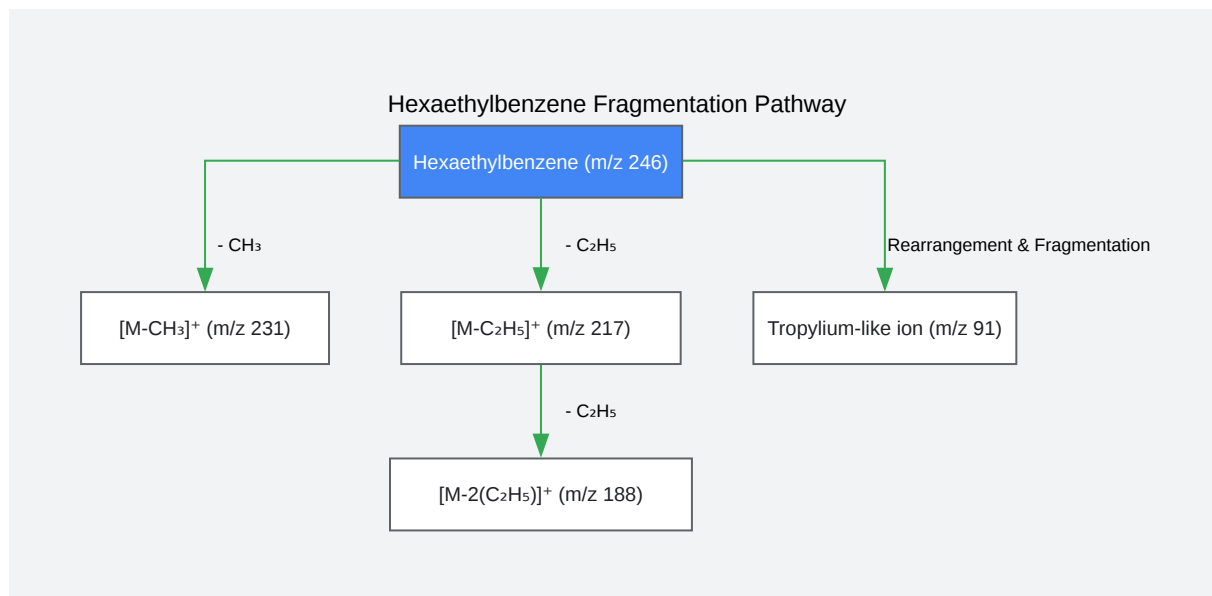 Hexaethylbenzene Fragmentation Pathway
Hexaethylbenzene (m/z 246)
- CH₃
- C₂H₅
Rearrangement & Fragmentation
[M-CH₃]⁺ (m/z 231)
[M-C₂H₅]⁺ (m/z 217)
Tropylium-like ion (m/z 91)
- C₂H₅
[M-2(C₂H₅)]⁺ (m/z 188)